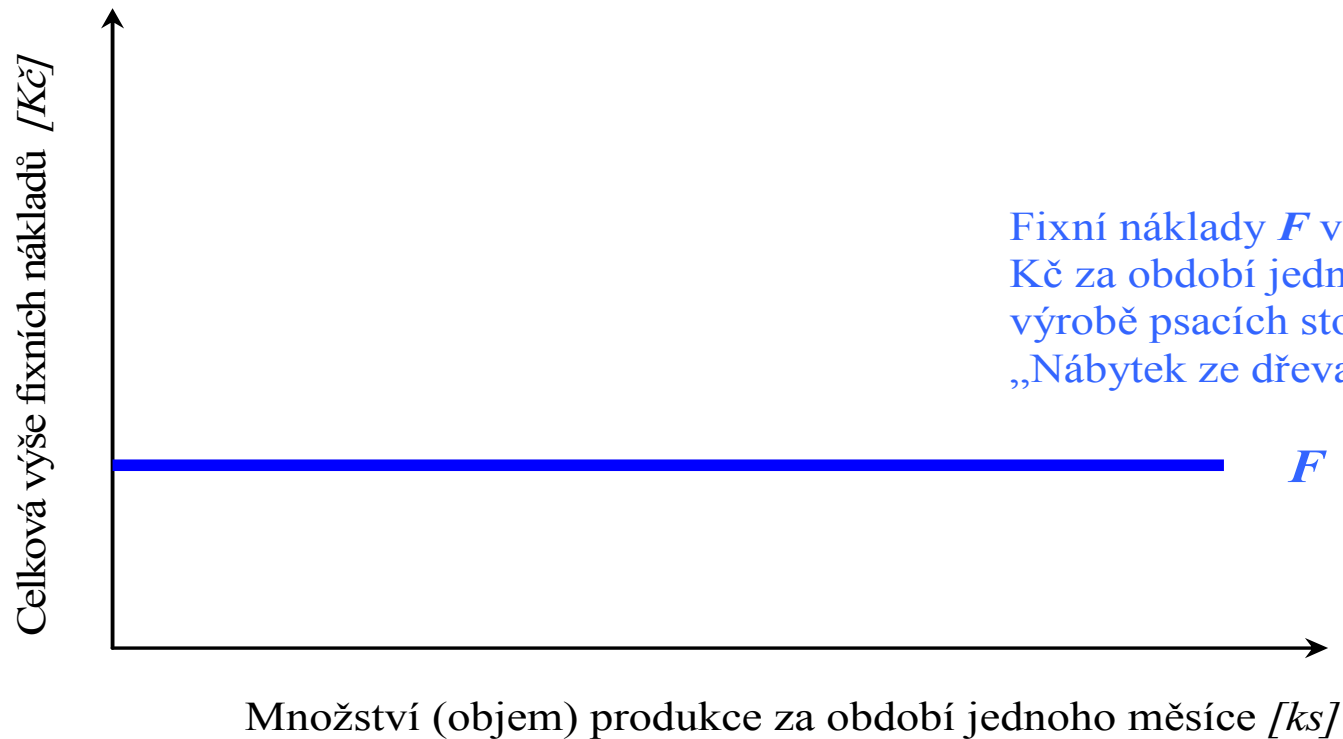 Celková výše fixních nákladů [Kč]
Fixní náklady F v
Kč za období jedn
výrobě psacích sto
„Nábytek ze dřeva
F
Množství (objem) produkce za období jednoho měsíce [ks]